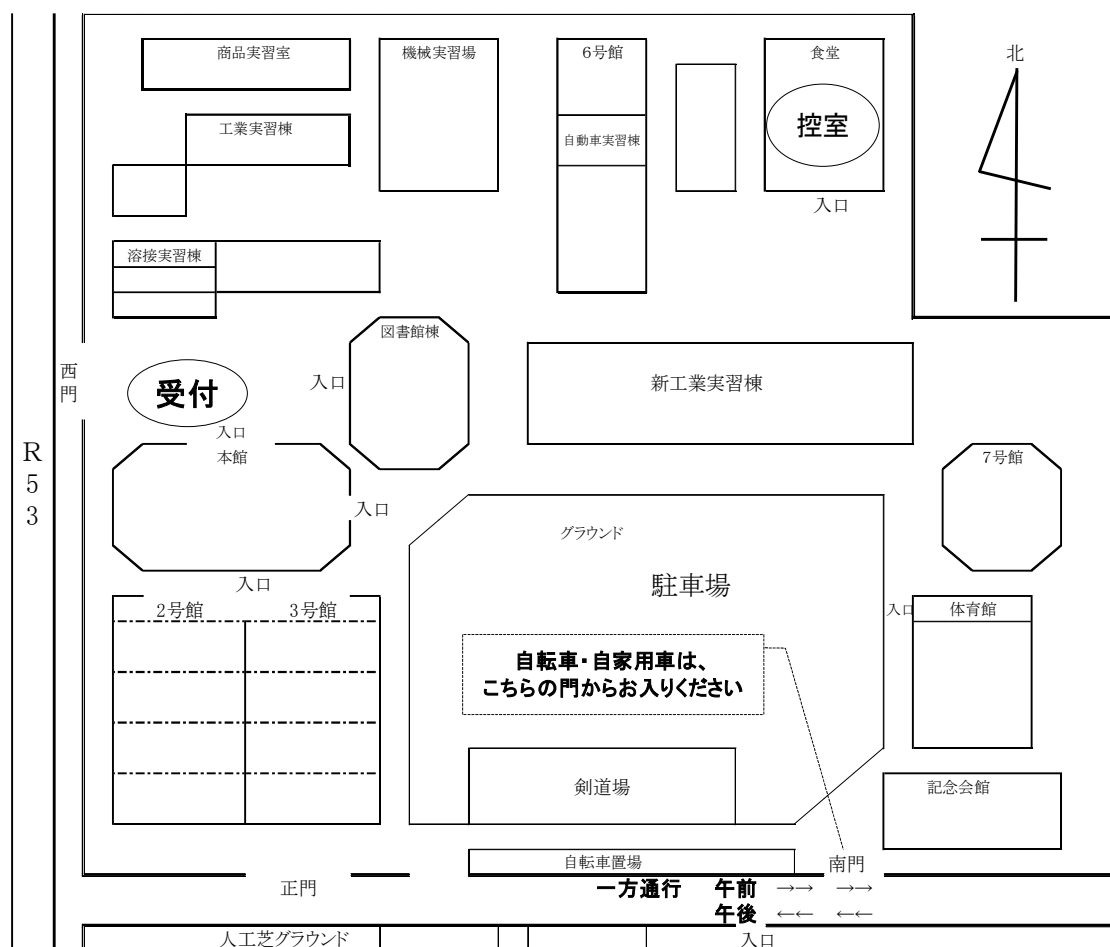 商品実習室
機械実習場
6号館
食堂
北
控室
工業実習棟
自動車実習棟
入口
溶接実習棟
図書館棟
西門
受付
入口
新工業実習棟
入口
本館
7号館
R53
入口
グラウンド
駐車場
入口
2号館
3号館
入口
体育館
自転車・自家用車は、
こちらの門からお入りください
剣道場
記念会館
自転車置場
南門
正門
一方通行 午前 →→ →→
午後 ←← ←←
人工芝グラウンド
入口